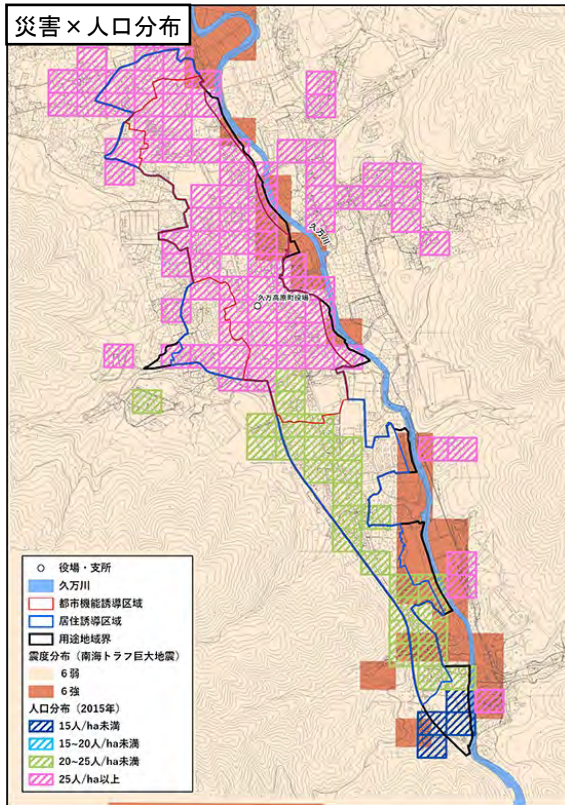 災害×人口分布
久万川
久万高原町役場
役場・支所
久万川
都市機能誘導区域
居住誘導区域
用途地域界
震度分布（南海トラフ巨大地震）
６弱
６強
人口分布（2015年）
15人/ha未満
15~20人/ha未満
20~25人/ha未満
25人/ha以上